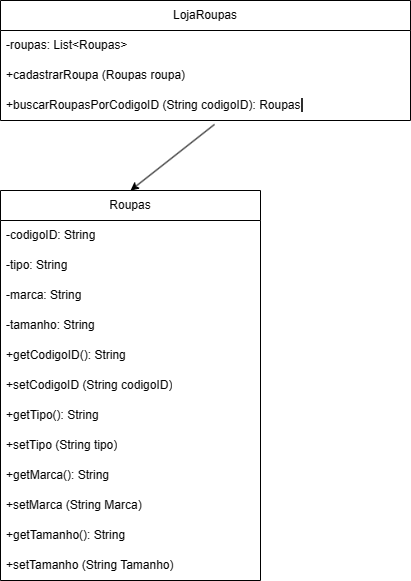 LojaRoupas
-roupas: List<Roupas>
+cadastrarRoupa (Roupas roupa)
+buscarRoupasPorCodigoID (String codigoID): Roupas
Roupas
-codigoID: String
-tipo: String
-marca: String
-tamanho: String
+getCodigoID(): String
+setCodigoID (String codigoID)
+getTipo(): String
+setTipo (String tipo)
+getMarca(): String
+setMarca (String Marca)
+getTamanho(): String
+setTamanho (String Tamanho)